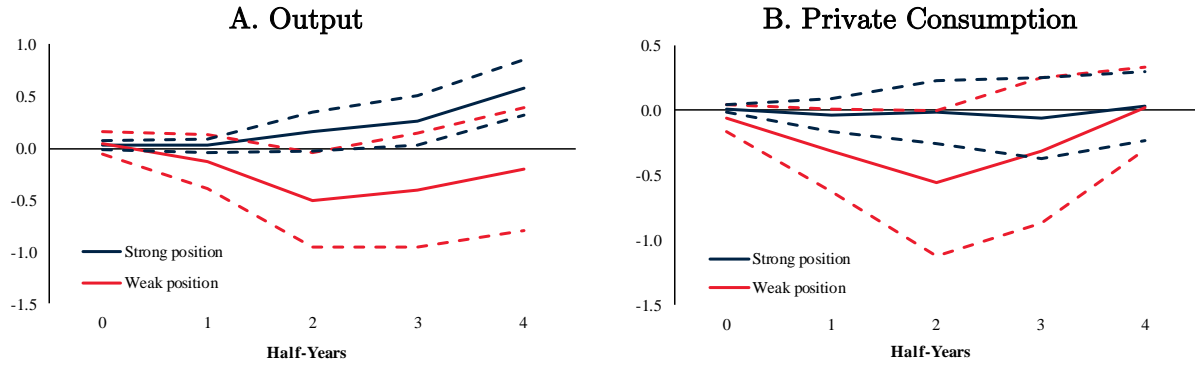 A. Output
1.0
0.5
0.0
-0.5
-1.0
-1.5
Strong position
Weak position
0 1 2 3 4
Half-Years
B. Private Consumption
0.5
0.0
-0.5
-1.0
-1.5
Strong position
Weak position
0 1 2 3 4
Half-Years